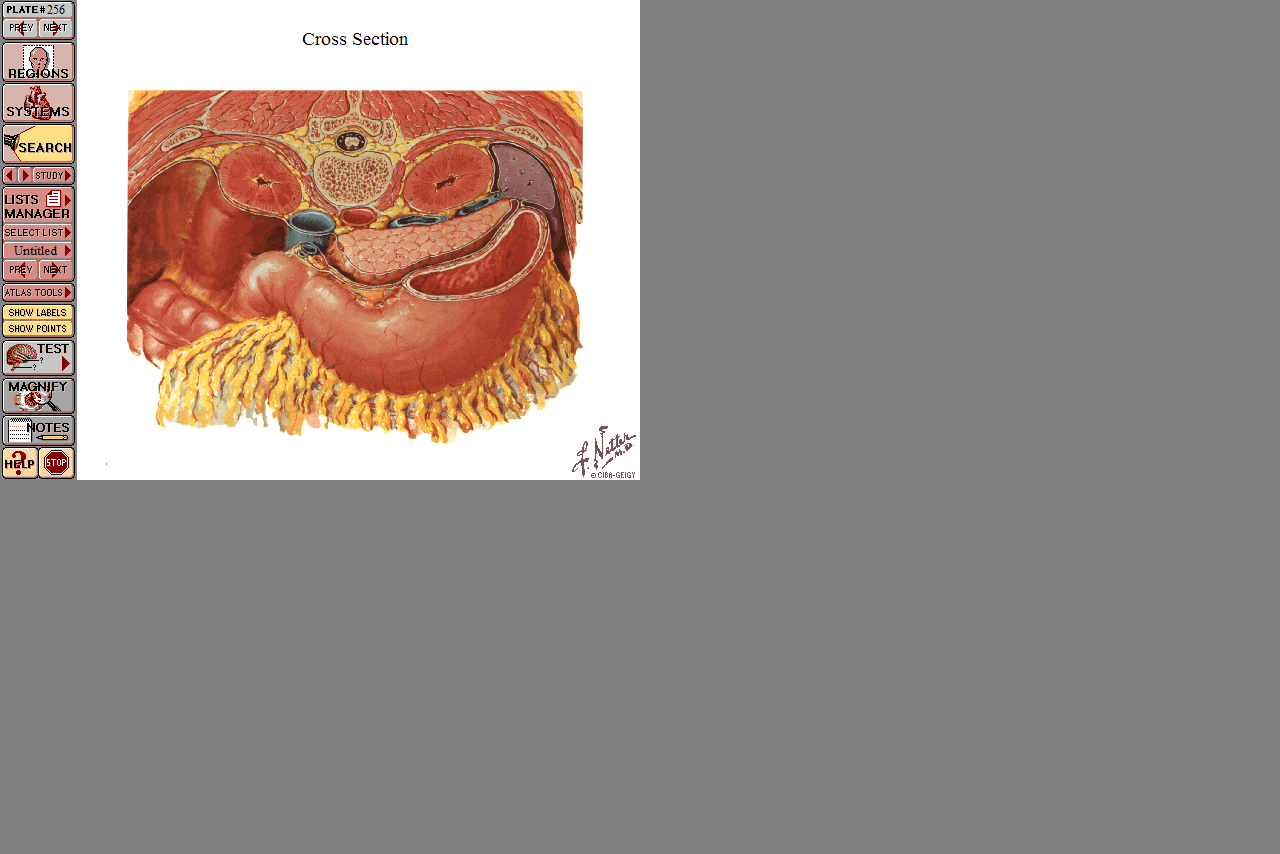 PLATE# 256
PREV NEXT
REGIONS
SYSTEMS
SEARCH
STUDY
LISTS
MANAGER
SELECT LIST
Untitled
PREV NEXT
ATLAS TOOLS
SHOW LABELS
SHOW POINTS
TEST
MAGNIFY
NOTES
HELP STOP
Cross Section
F. Netter
M.D.
© CIBA-GEIGY